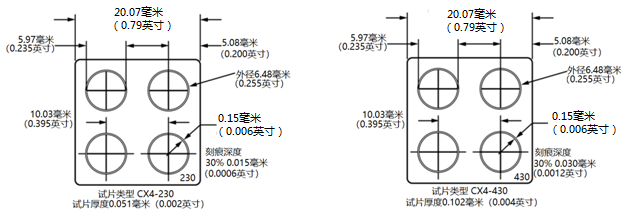 20.07毫米
（0.79英寸）
5.97毫米
(0.235英寸)
5.08毫米
(0.200英寸)
外径6.48毫米
(0.255英寸)
10.03毫米
(0.395英寸)
0.15毫米
（0.006英寸）
刻痕深度
30% 0.015毫米
(0.0006英寸)
230
试片类型 CX4-230
试片厚度0.051毫米（0.002英寸）
20.07毫米
（0.79英寸）
5.97毫米
(0.235英寸)
5.08毫米
(0.200英寸)
外径6.48毫米
(0.255英寸)
10.03毫米
(0.395英寸)
0.15毫米
（0.006英寸）
刻痕深度
30% 0.030毫米
(0.0012英寸)
430
试片类型 CX4-430
试片厚度0.102毫米（0.004英寸）